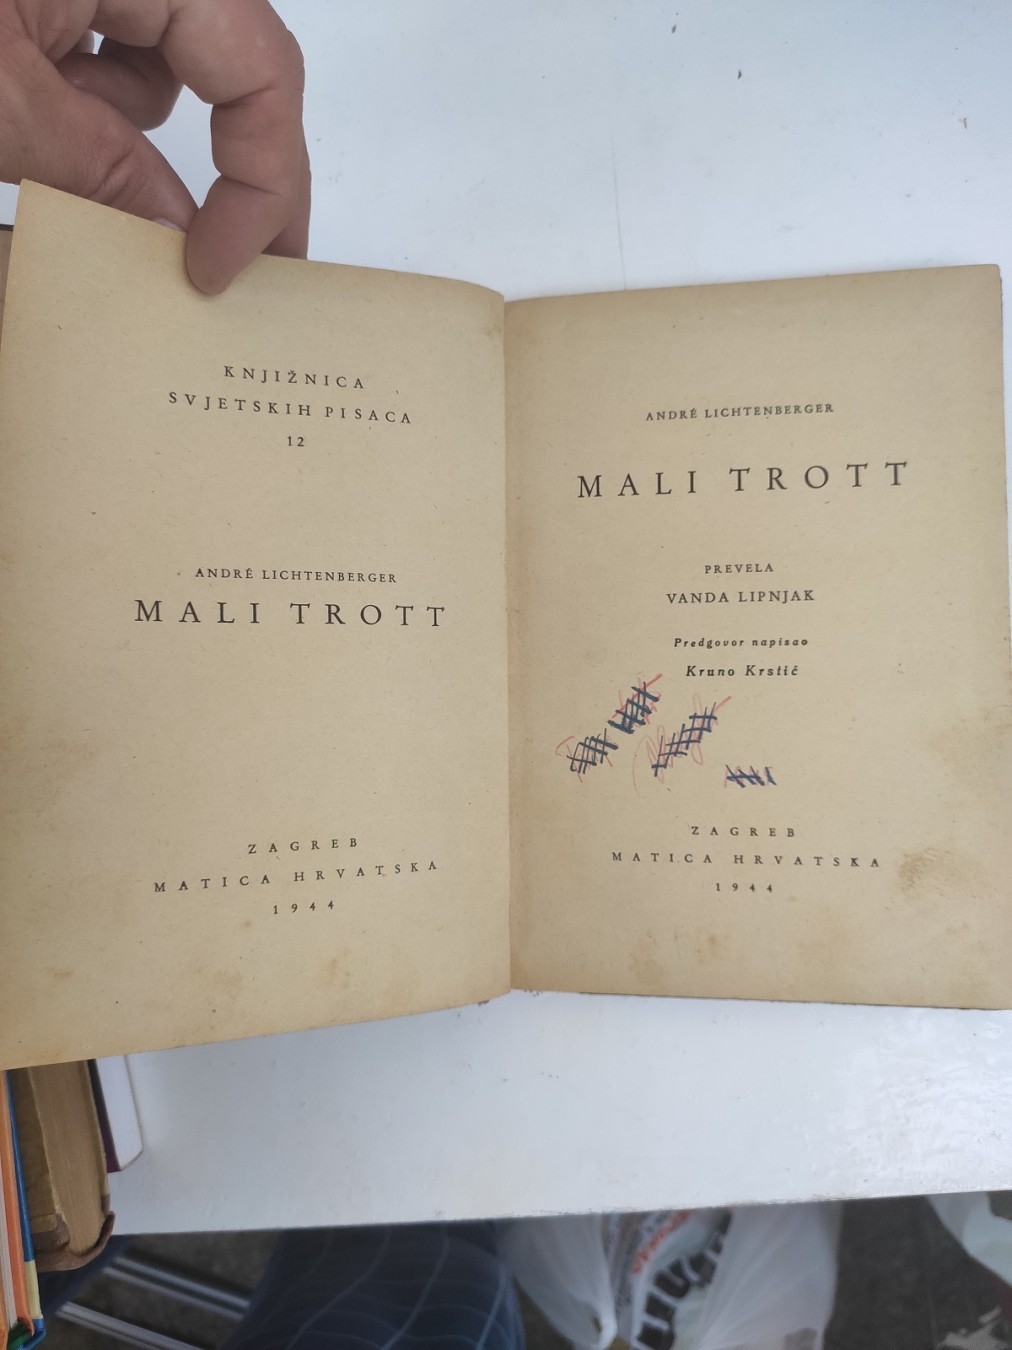 KNJIŽNICA
SVJETSKIH PISACA
12
ANDRÉ LICHTENBERGER
MALI TROTT
ZAGREB
MATICA HRVATSKA
1944
ANDRÉ LICHTENBERGER
MALI TROTT
PREVELA
VANDA LIPNJAK
Predgovor napisao
Kruno Krstić
ZAGREB
MATICA HRVATSKA
1944